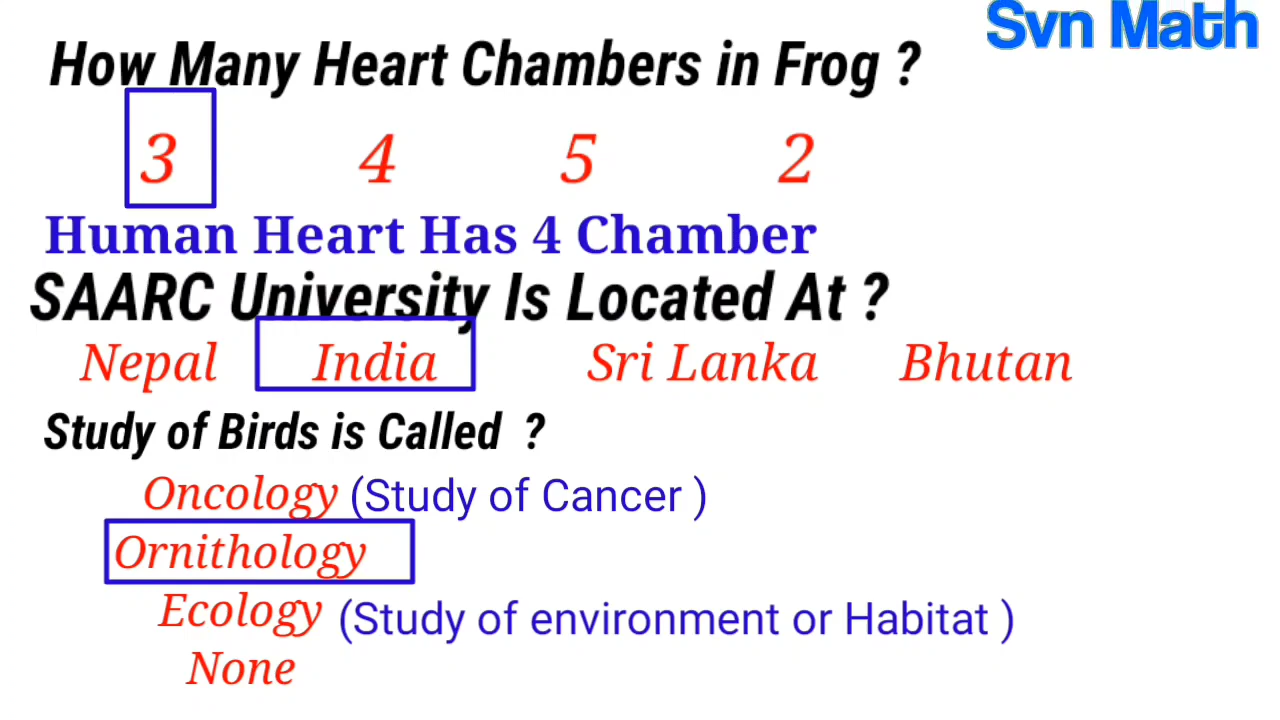 Svn Math
How Many Heart Chambers in Frog ?
3 4 5 2
Human Heart Has 4 Chamber
SAARC University Is Located At ?
Nepal India Sri Lanka Bhutan
Study of Birds is Called ?
Oncology (Study of Cancer )
Ornithology
Ecology (Study of environment or Habitat )
None